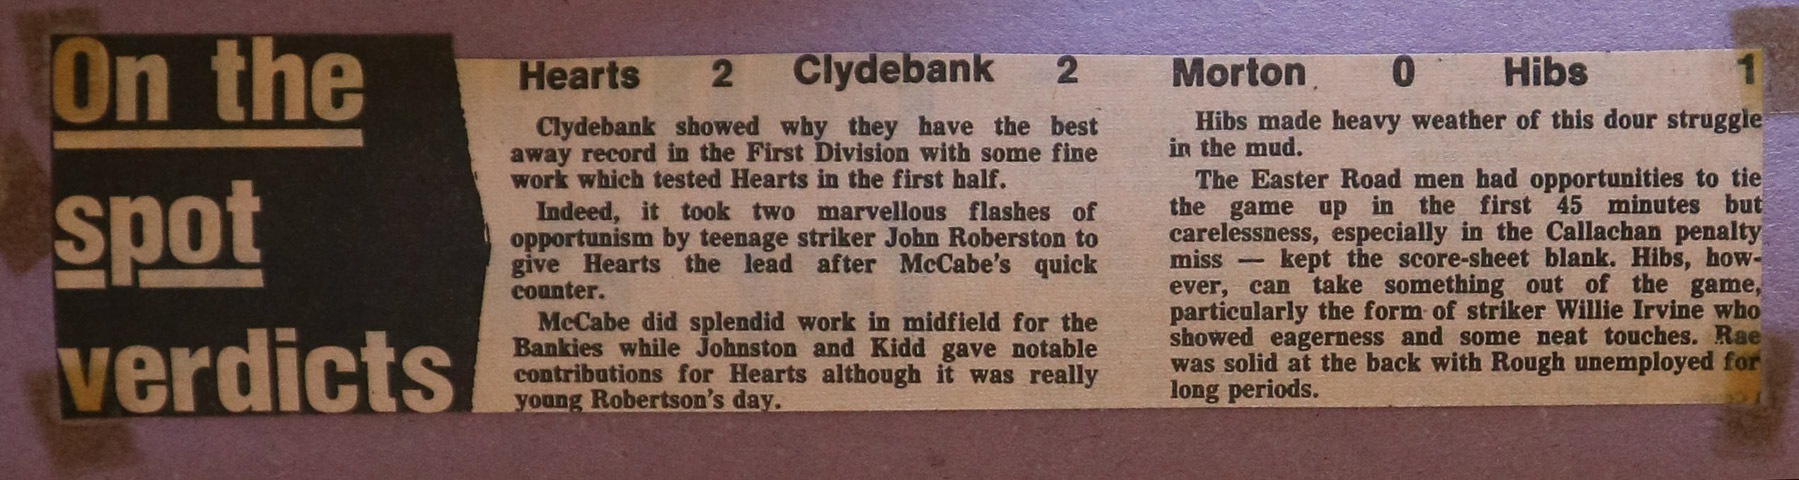 On the
spot
verdicts
Hearts 2 Clydebank 2
Clydebank showed why they have the best
away record in the First Division with some fine
work which tested Hearts in the first half.
Indeed, it took two marvellous flashes of
opportunism by teenage striker John Roberston to
give Hearts the lead after McCabe's quick
counter.
McCabe did splendid work in midfield for the
Bankies while Johnston and Kidd gave notable
contributions for Hearts although it was really
young Robertson's day.
Morton 0 Hibs 1
Hibs made heavy weather of this dour struggle
in the mud.
The Easter Road men had opportunities to tie
the game up in the first 45 minutes but
carelessness, especially in the Callachan penalty
miss — kept the score-sheet blank. Hibs, how-
ever, can take something out of the game,
particularly the form of striker Willie Irvine who
showed eagerness and some neat touches. Rae
was solid at the back with Rough unemployed for
long periods.